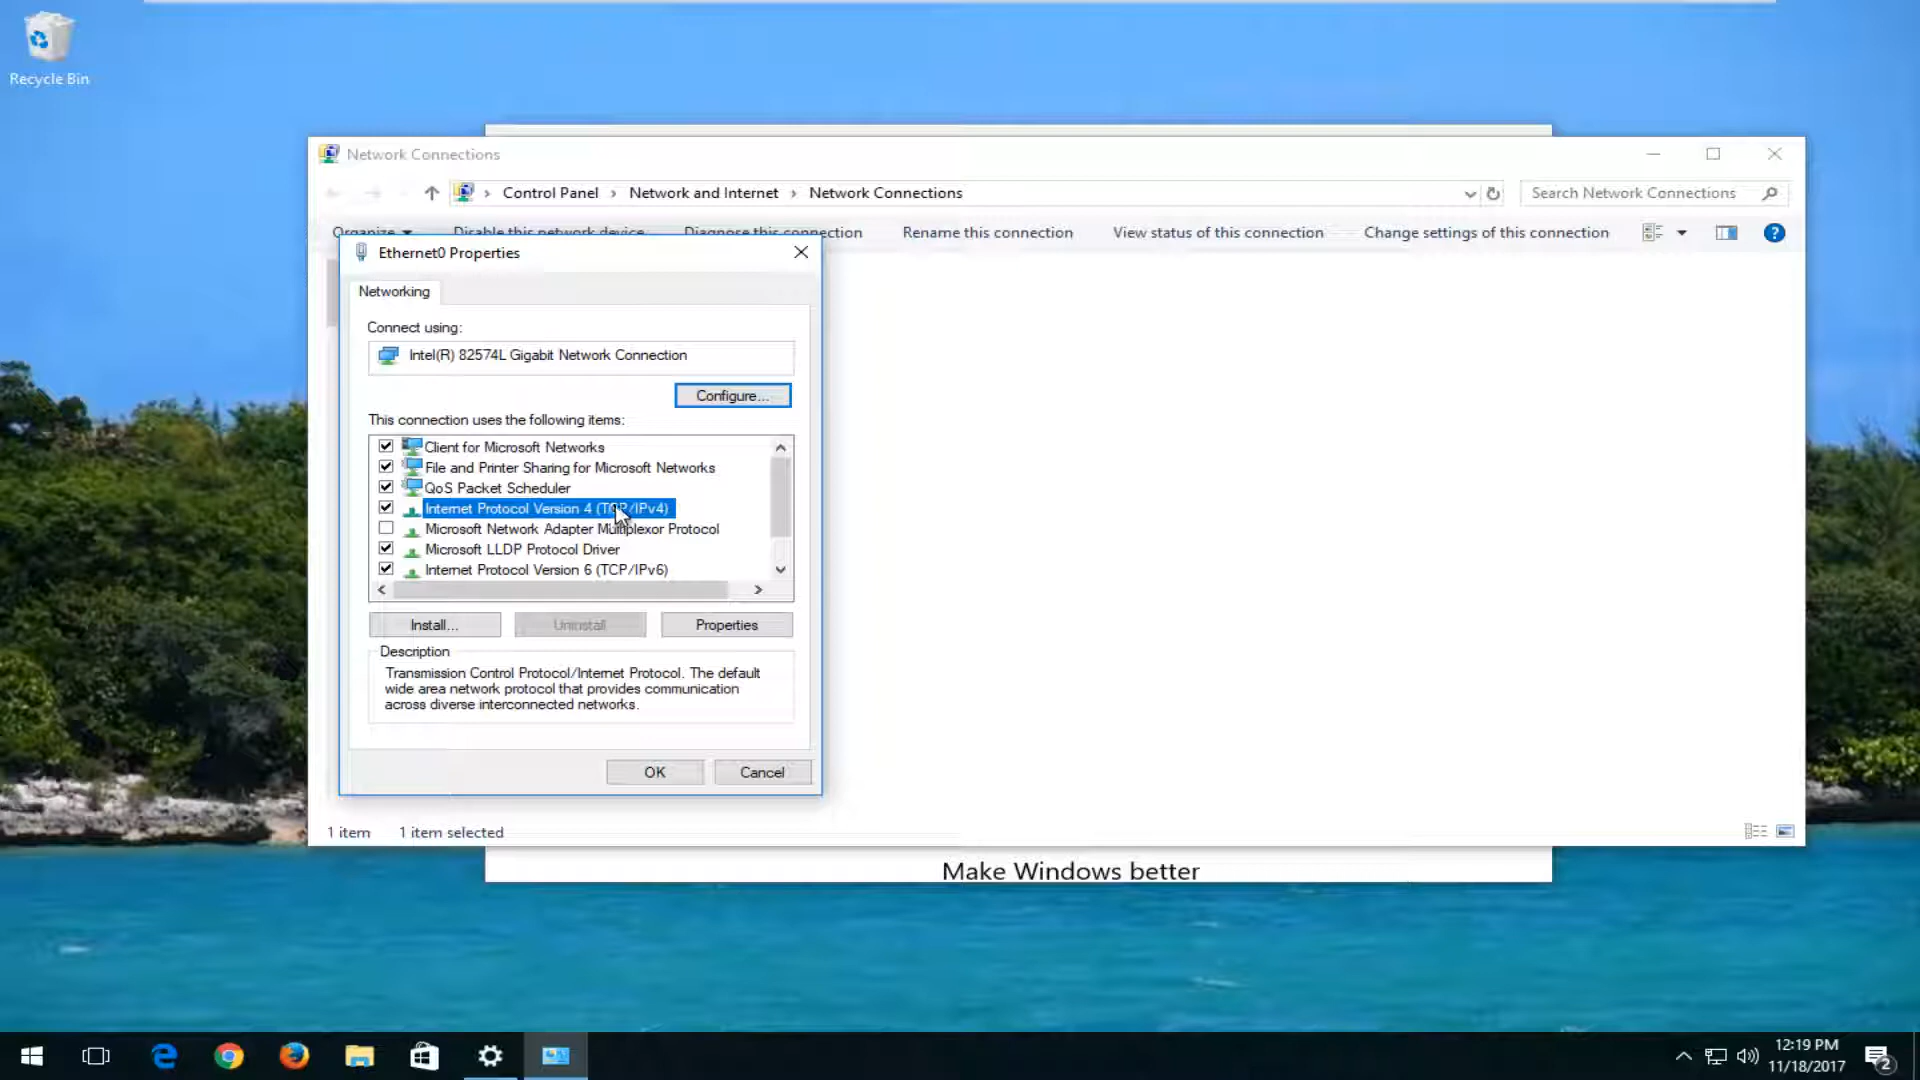 Recycle Bin
Network Connections
Control Panel › Network and Internet › Network Connections
Search Network Connections
Organize
Disable this network device
Diagnose this connection
Rename this connection
View status of this connection
Change settings of this connection
Ethernet0 Properties
Networking
Connect using:
Intel(R) 82574L Gigabit Network Connection
Configure...
This connection uses the following items:
Client for Microsoft Networks
File and Printer Sharing for Microsoft Networks
QoS Packet Scheduler
Internet Protocol Version 4 (TCP/IPv4)
Microsoft Network Adapter Multiplexor Protocol
Microsoft LLDP Protocol Driver
Internet Protocol Version 6 (TCP/IPv6)
Install...
Uninstall
Properties
Description
Transmission Control Protocol/Internet Protocol. The default
wide area network protocol that provides communication
across diverse interconnected networks.
OK
Cancel
1 item
1 item selected
Make Windows better
12:19 PM
11/18/2017
2